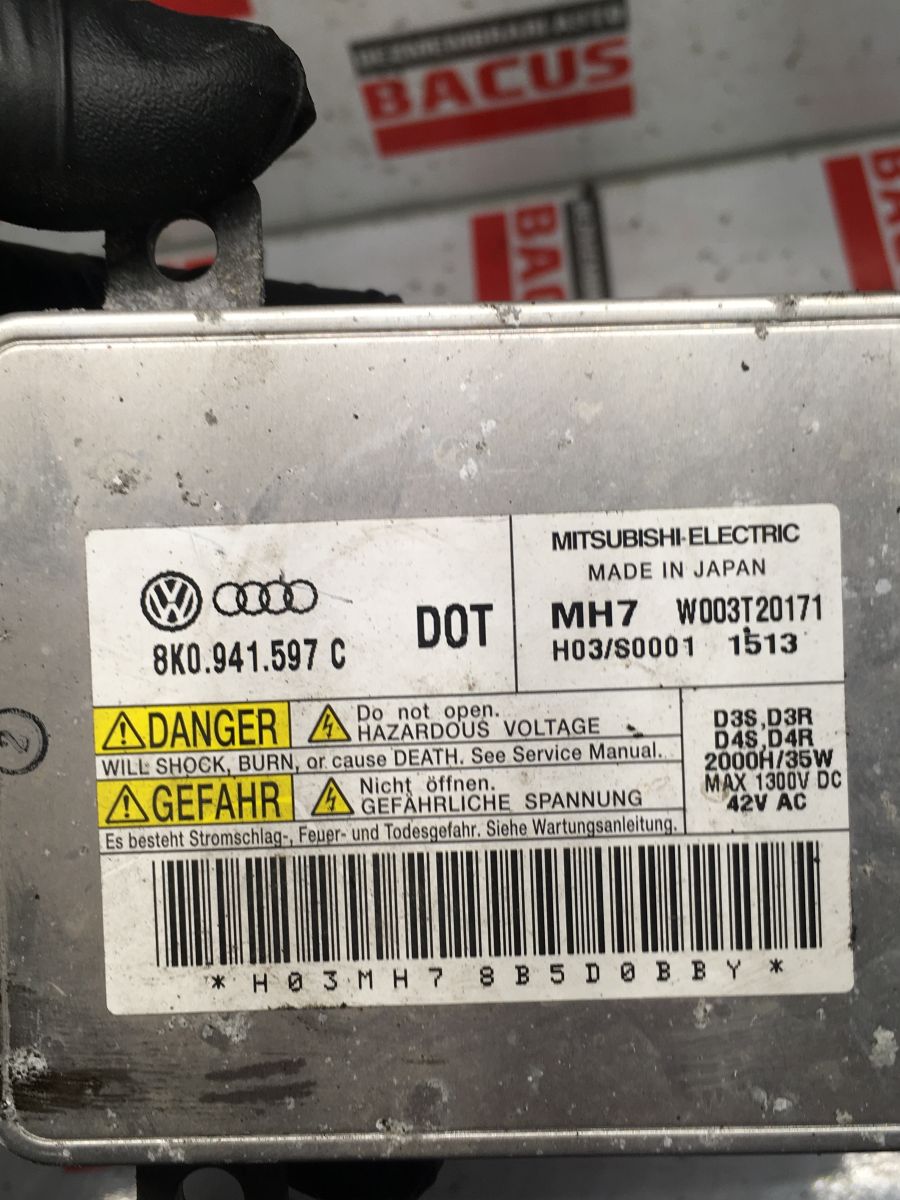 BACUS
BACUS
BAC
8K0.941.597 C
DOT
MITSUBISHI-ELECTRIC
MADE IN JAPAN
MH7 W003T20171
H03/S0001 1513
DANGER
Do not open.
HAZARDOUS VOLTAGE
WILL SHOCK, BURN, or cause DEATH. See Service Manual.
GEFAHR
Nicht öffnen.
GEFÄHRLICHE SPANNUNG
Es besteht Stromschlag-, Feuer- und Todesgefahr. Siehe Wartungsanleitung.
D3S,D3R
D4S,D4R
2000H/35W
MAX 1300V DC
42V AC
*H03MH78B5D0BBY*
2